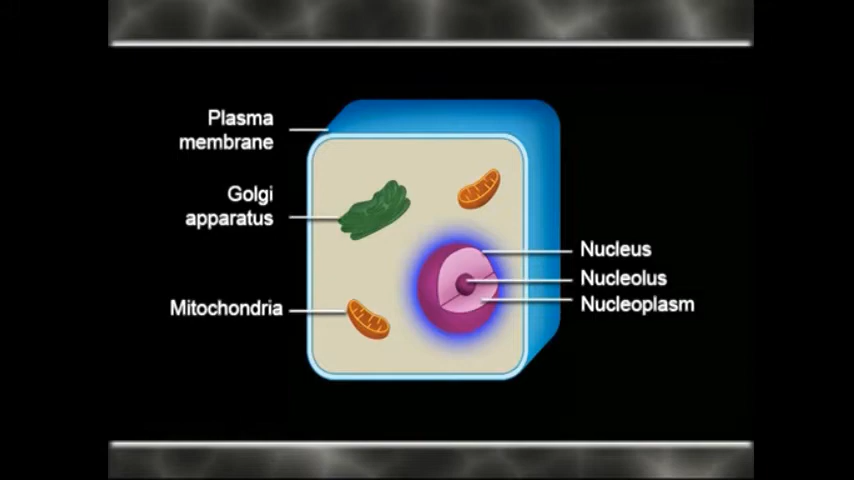 Plasma
membrane
Golgi
apparatus
Mitochondria
Nucleus
Nucleolus
Nucleoplasm